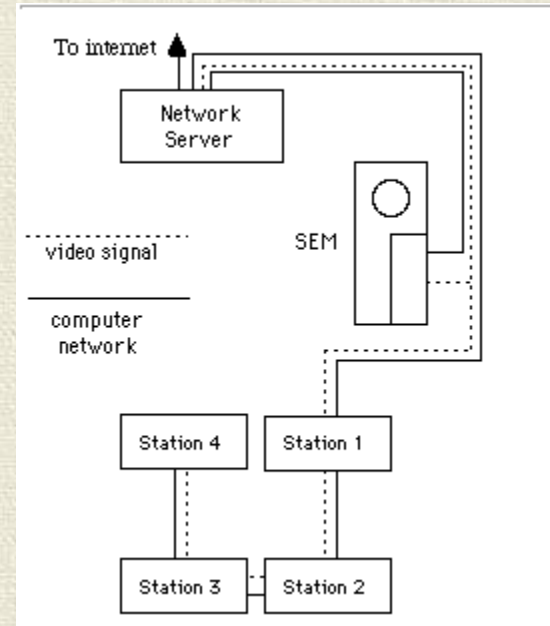 To internet
Network
Server
SEM
video signal
computer
network
Station 4
Station 1
Station 3
Station 2